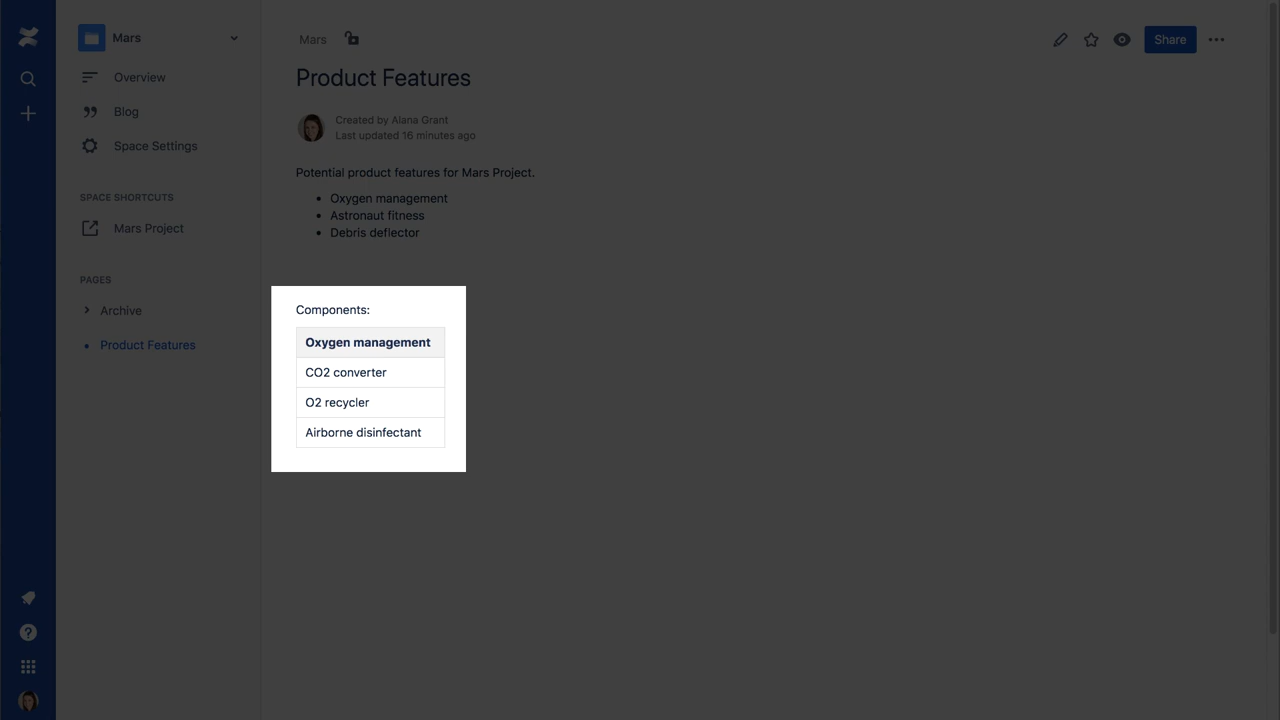 Mars
Overview
Blog
Space Settings
SPACE SHORTCUTS
Mars Project
PAGES
Archive
Product Features
Mars
Share
Product Features
Created by Alana Grant
Last updated 16 minutes ago
Potential product features for Mars Project.
• Oxygen management
• Astronaut fitness
• Debris deflector
Components:
Oxygen management
CO2 converter
O2 recycler
Airborne disinfectant